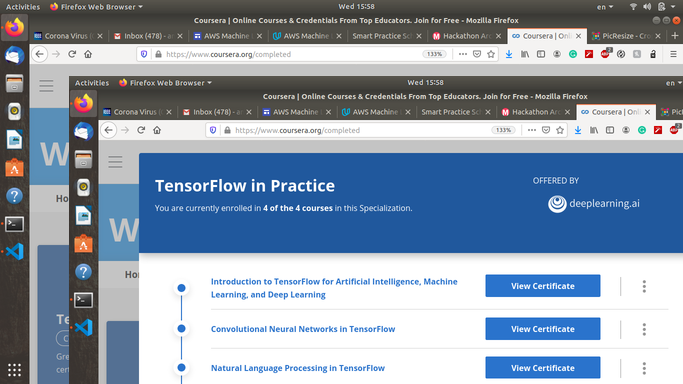 Activities Firefox Web Browser Wed 15:58 en
Coursera | Online Courses & Credentials From Top Educators. Join for Free - Mozilla Firefox
Corona Virus ( Inbox (478) - a AWS Machine AWS Machine Smart Practice Sc Hackathon Ar Coursera | Onli PicResize - Cro
https://www.coursera.org/completed 133%
Activities Firefox Web Browser Wed 15:58 en
Coursera | Online Courses & Credentials From Top Educators. Join for Free - Mozilla Firefox
Corona Virus ( Inbox (478) - a AWS Machine AWS Machine Smart Practice Sc Hackathon Ar Coursera | Onli
https://www.coursera.org/completed 133%
W
Ho
W
Ho
TensorFlow in Practice
OFFERED BY
You are currently enrolled in 4 of the 4 courses in this Specialization.
deeplearning.ai
Introduction to TensorFlow for Artificial Intelligence, Machine
Learning, and Deep Learning
View Certificate
Convolutional Neural Networks in TensorFlow
View Certificate
Natural Language Processing in TensorFlow
View Certificate
Te
C
Gre
cert